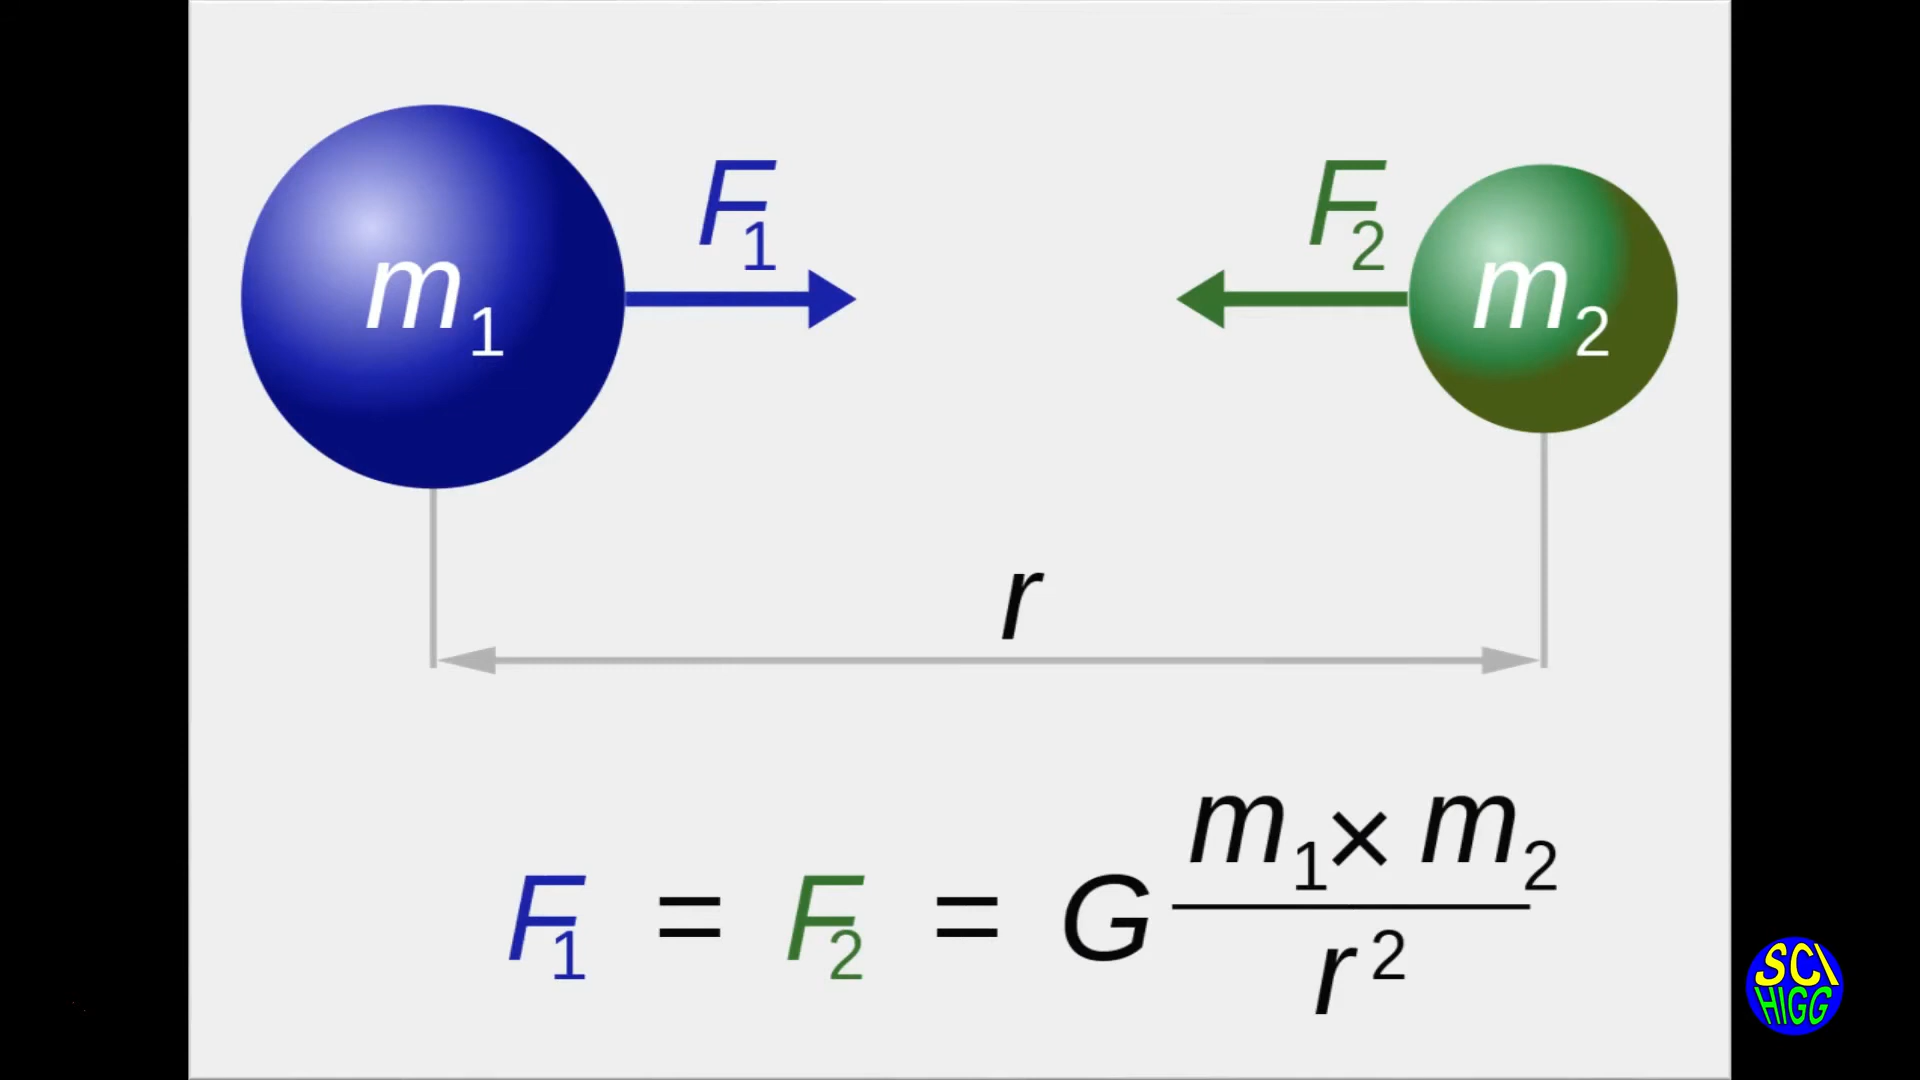 F1 F2
m1 m2
r
F1 = F2 = G m1 × m2 / r2
SCI
HIGG